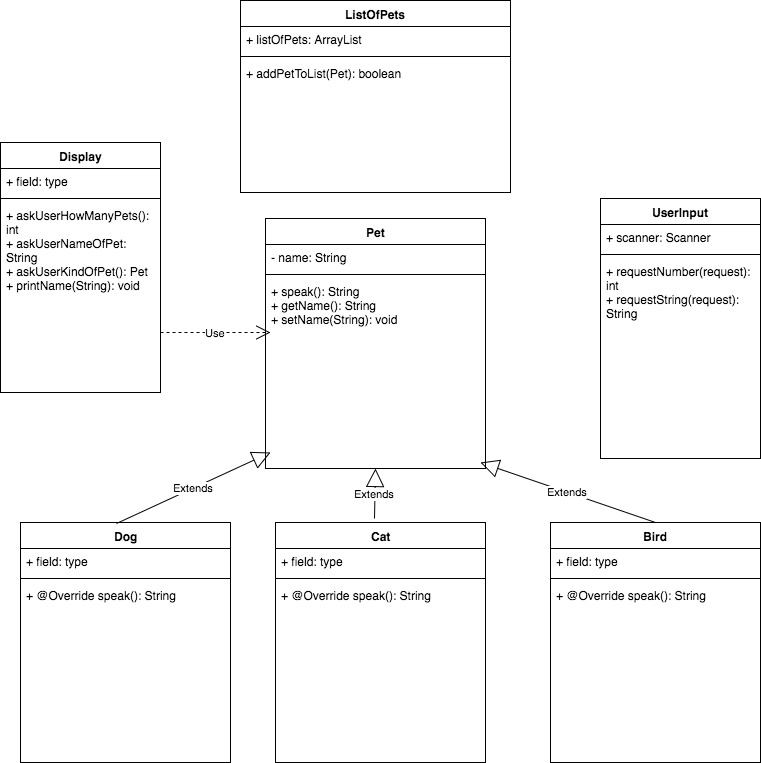 ListOfPets
+ listOfPets: ArrayList
+ addPetToList(Pet): boolean
Display
+ field: type
+ askUserHowManyPets():
int
+ askUserNameOfPet:
String
+ askUserKindOfPet(): Pet
+ printName(String): void
Use
Pet
- name: String
+ speak(): String
+ getName(): String
+ setName(String): void
UserInput
+ scanner: Scanner
+ requestNumber(request):
int
+ requestString(request):
String
Extends
Extends
Extends
Dog
+ field: type
+ @Override speak(): String
Cat
+ field: type
+ @Override speak(): String
Bird
+ field: type
+ @Override speak(): String